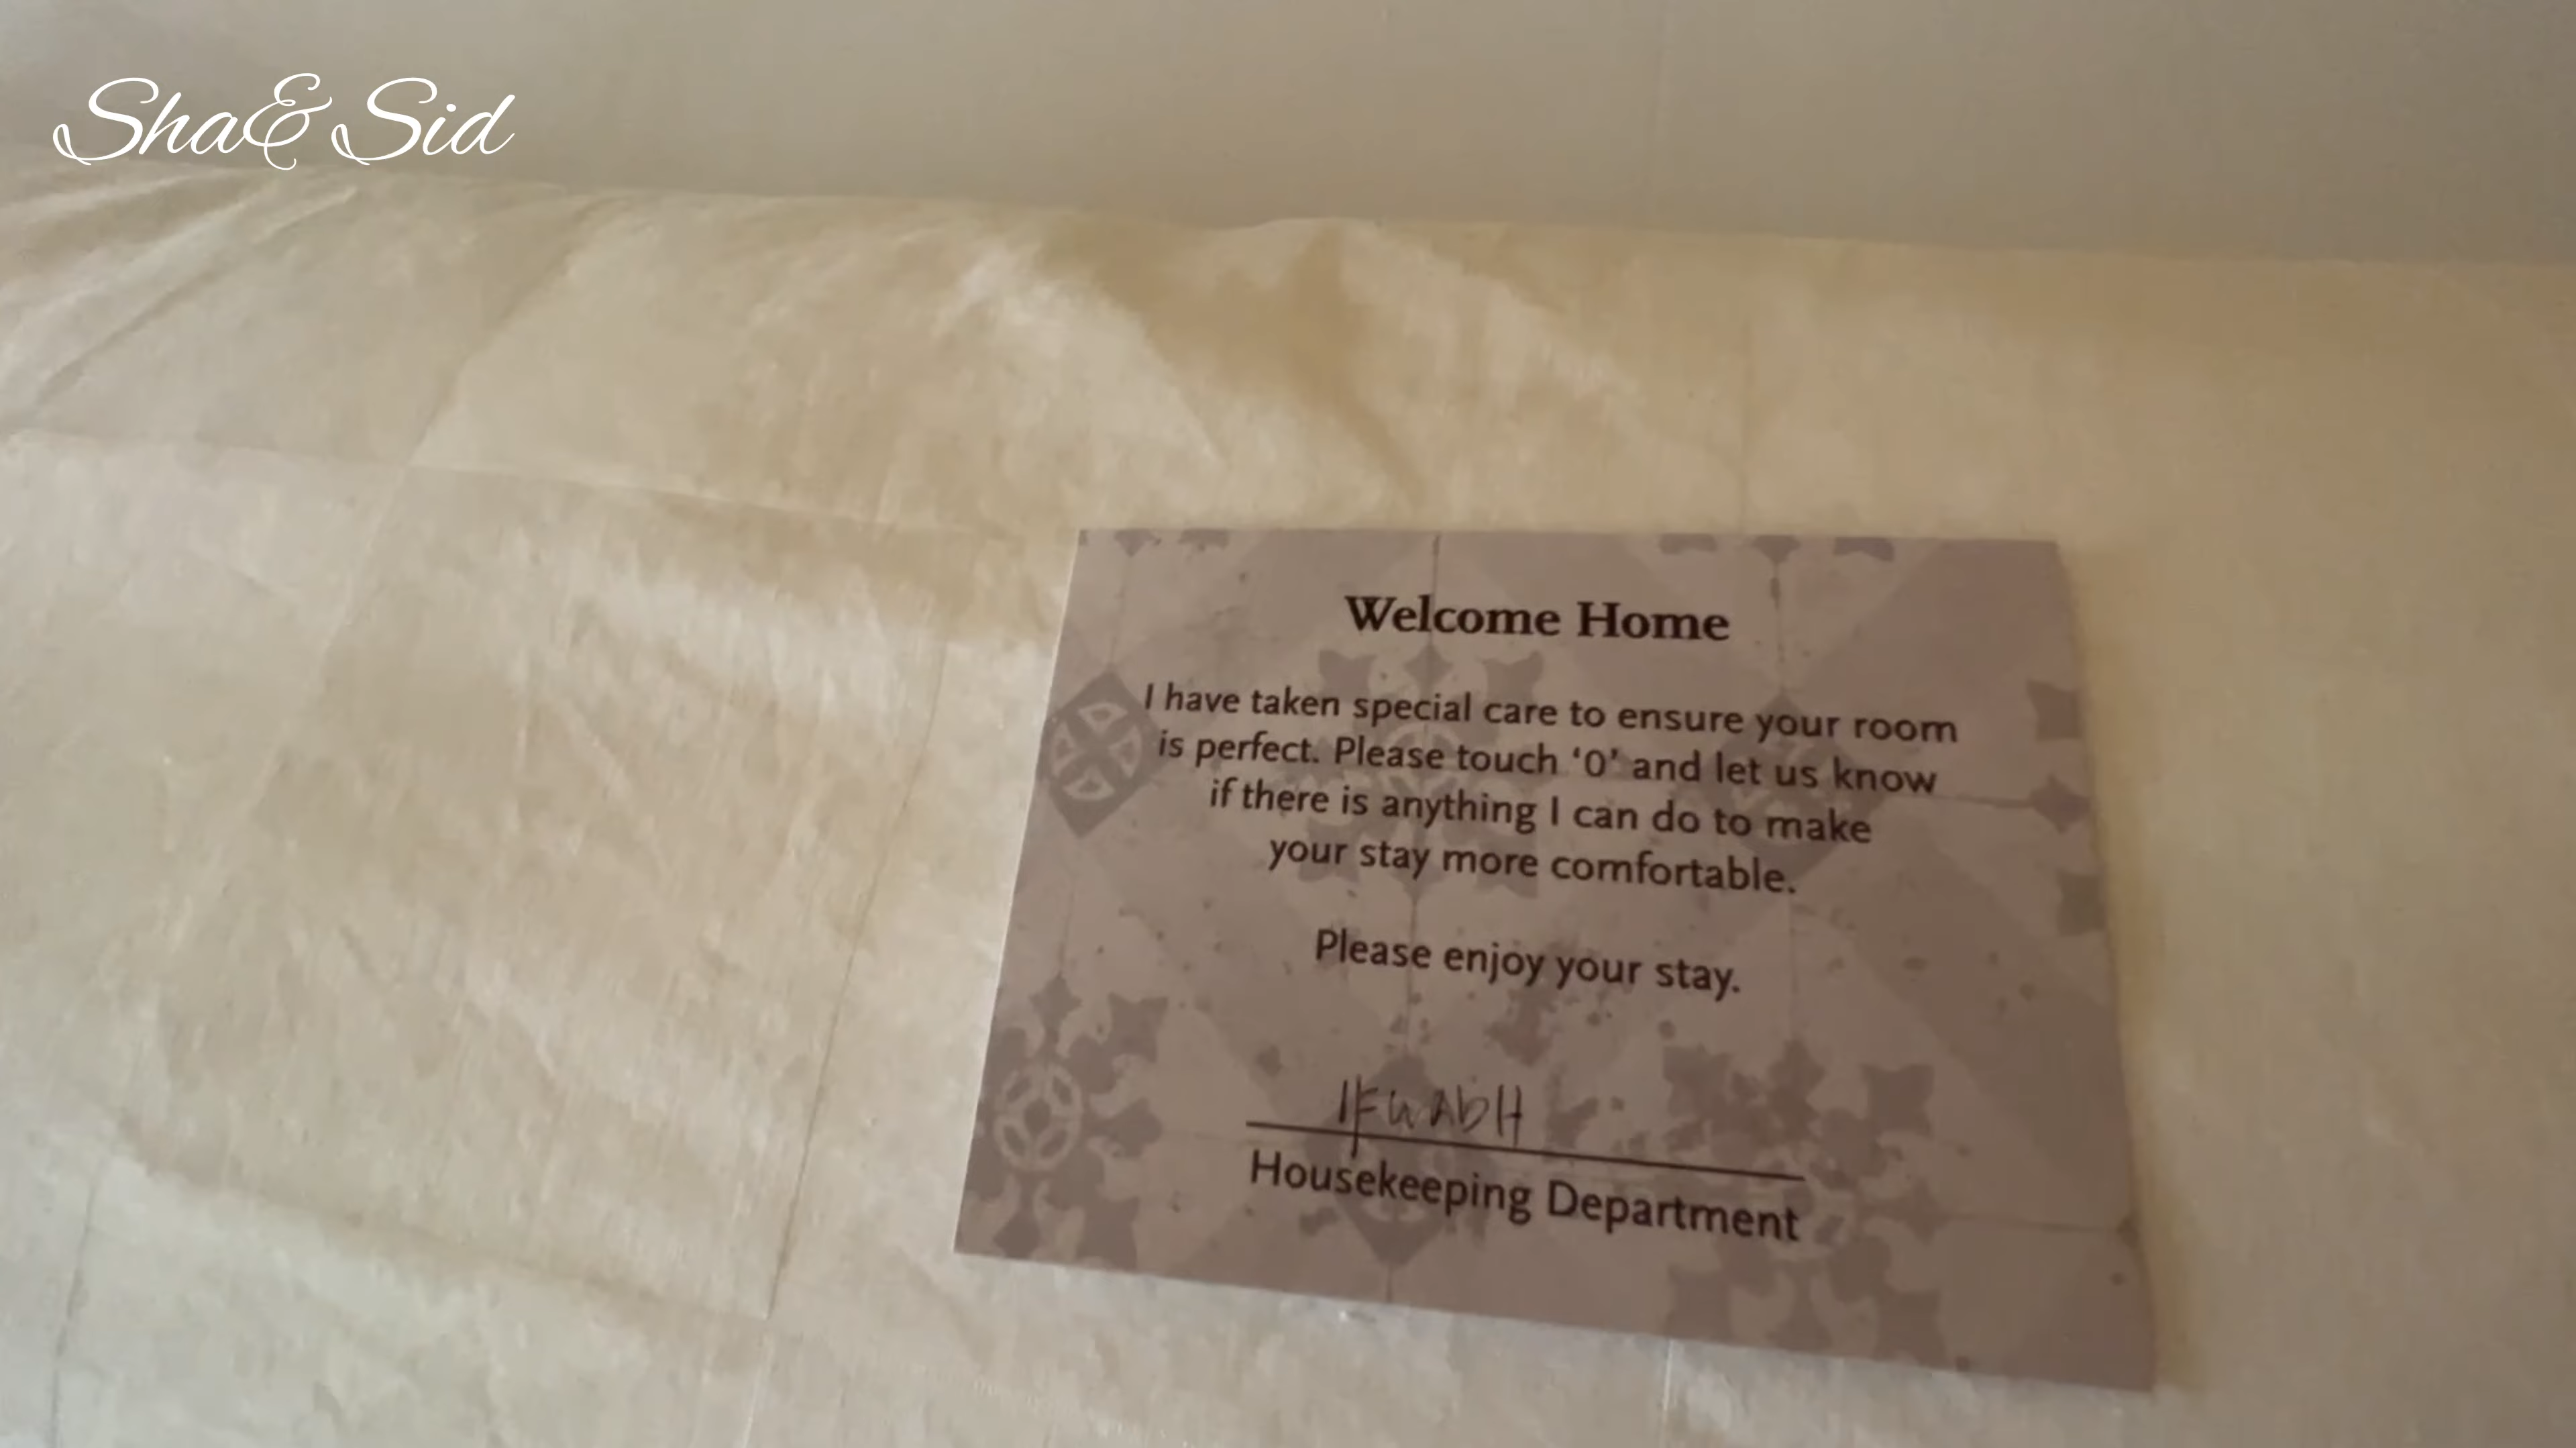 Sha& Sid
Welcome Home
I have taken special care to ensure your room
is perfect. Please touch ‘0’ and let us know
if there is anything I can do to make
your stay more comfortable.
Please enjoy your stay.
Housekeeping Department